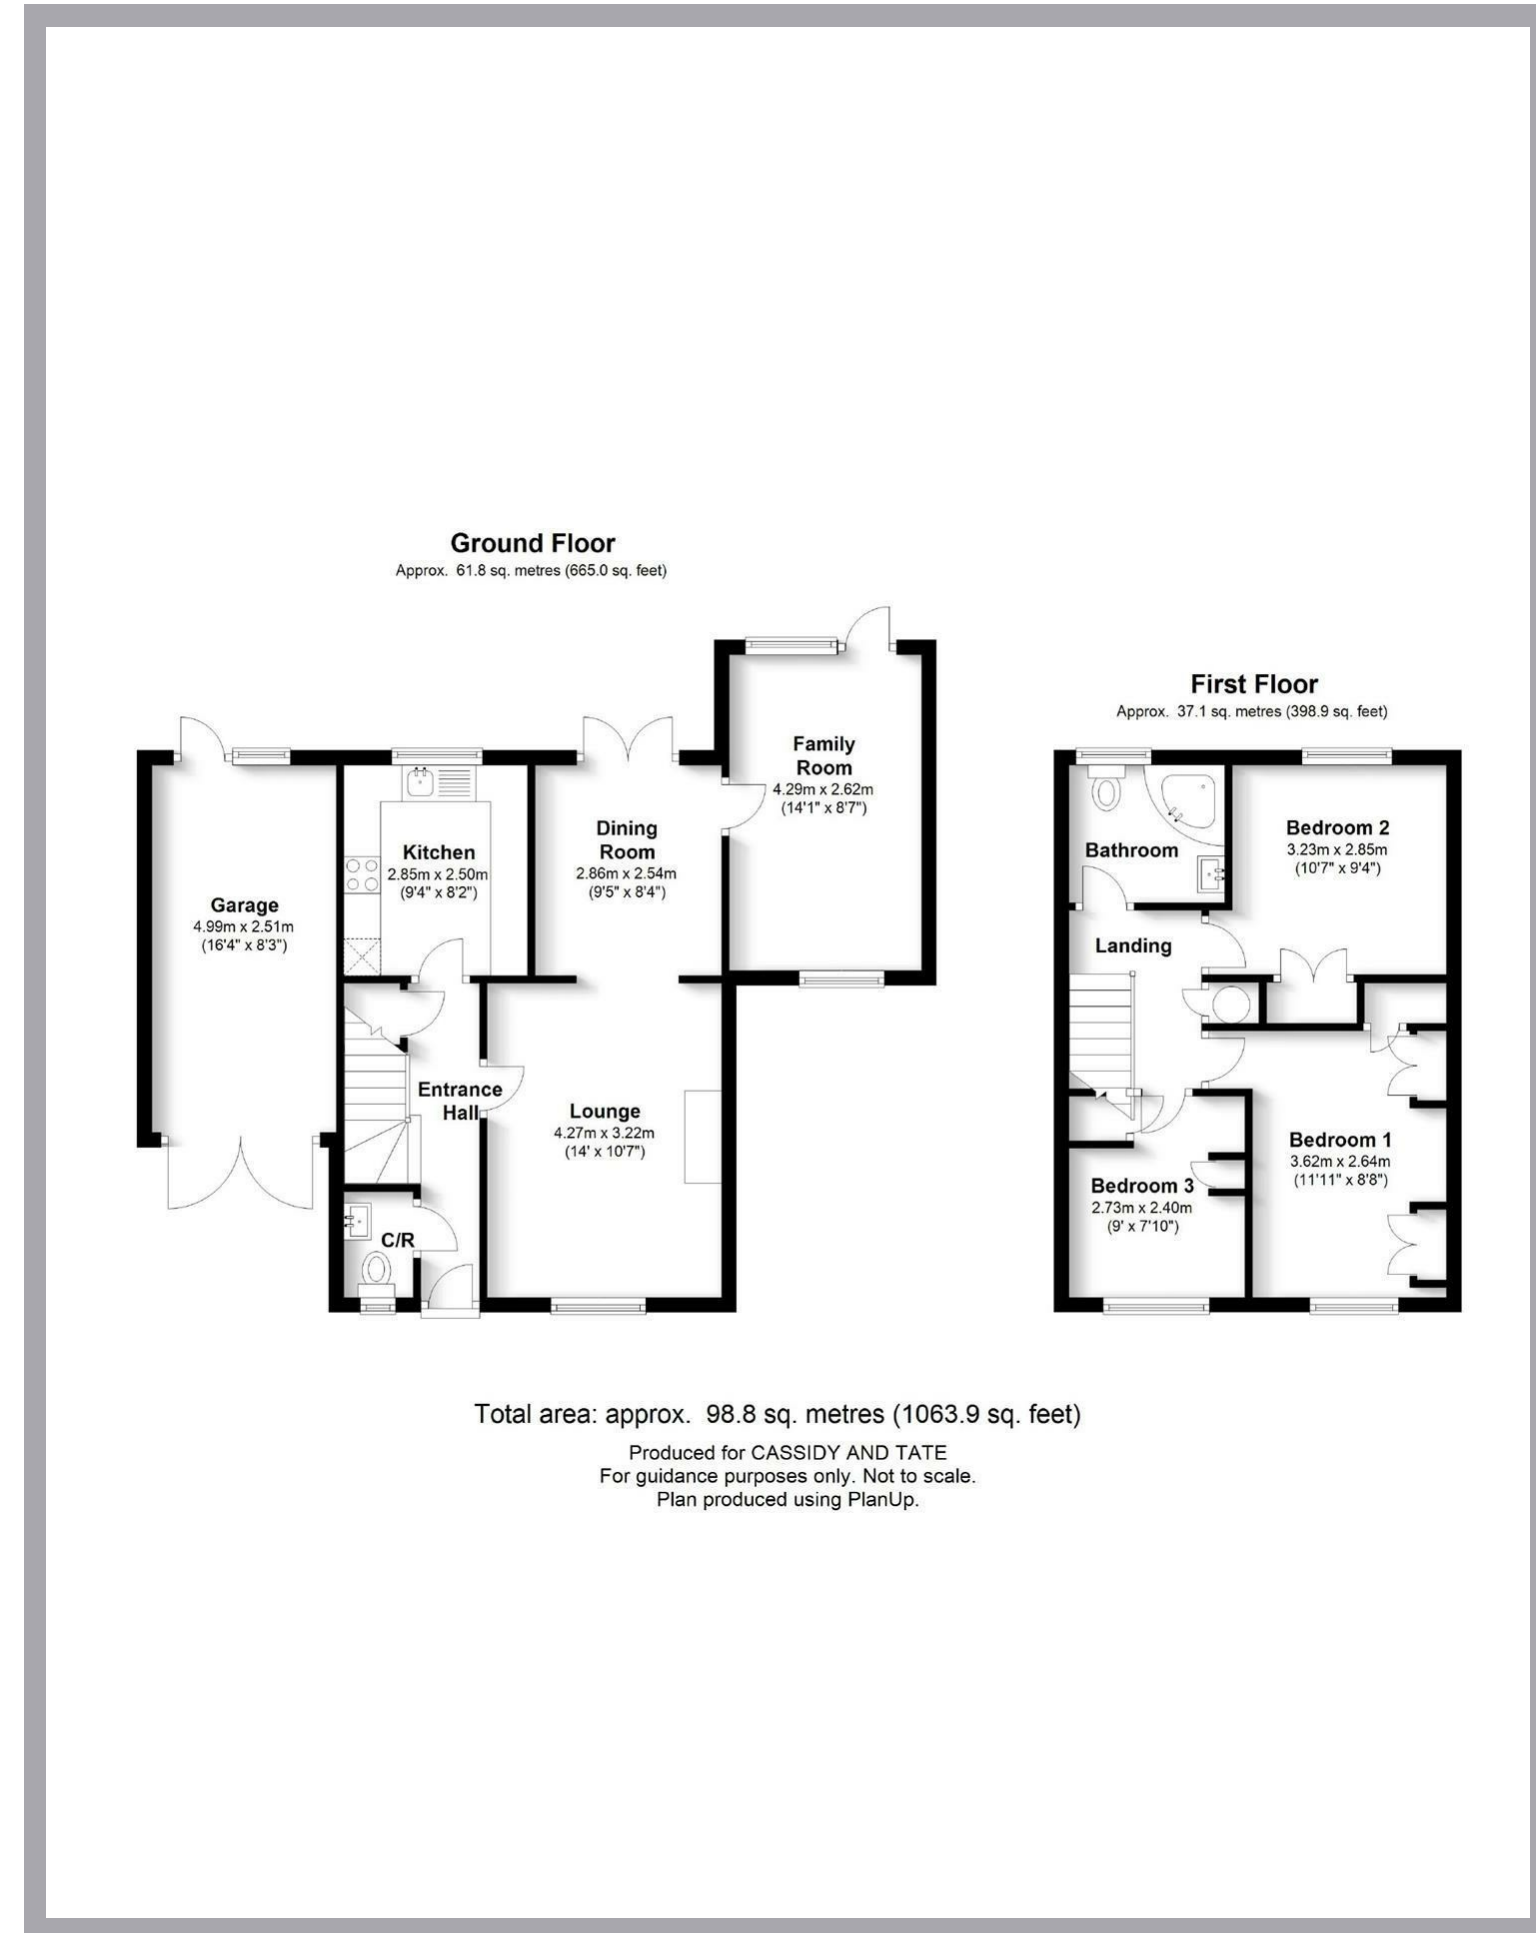 Ground Floor
Approx. 61.8 sq. metres (665.0 sq. feet)
Family
Room
4.29m x 2.62m
(14'1" x 8'7")
Dining
Room
2.86m x 2.54m
(9'5" x 8'4")
Kitchen
2.85m x 2.50m
(9'4" x 8'2")
Garage
4.99m x 2.51m
(16'4" x 8'3")
Entrance
Hall
Lounge
4.27m x 3.22m
(14' x 10'7")
C/R
First Floor
Approx. 37.1 sq. metres (398.9 sq. feet)
Bathroom
Bedroom 2
3.23m x 2.85m
(10'7" x 9'4")
Landing
Bedroom 1
3.62m x 2.64m
(11'11" x 8'8")
Bedroom 3
2.73m x 2.40m
(9' x 7'10")
Total area: approx. 98.8 sq. metres (1063.9 sq. feet)
Produced for CASSIDY AND TATE
For guidance purposes only. Not to scale.
Plan produced using PlanUp.